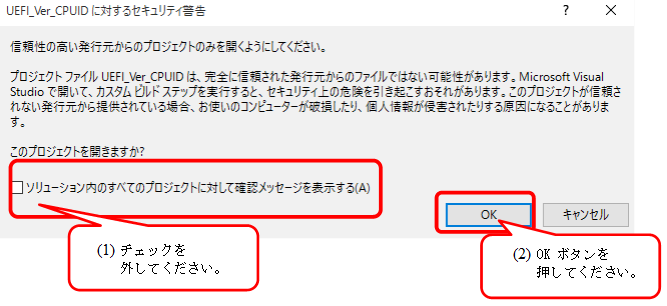 UEFI_Ver_CPUID に対するセキュリティ警告
? ×
信頼性の高い発行元からのプロジェクトのみを開くようにしてください。
プロジェクト ファイル UEFI_Ver_CPUID は、完全に信頼された発行元からのファイルではない可能性があります。Microsoft Visual
Studio で開いて、カスタム ビルド ステップを実行すると、セキュリティ上の危険を引き起こすおそれがあります。このプロジェクトが信頼さ
れない発行元から提供されている場合、お使いのコンピューターが破損したり、個人情報が侵害されたりする原因になることがありま
す。
このプロジェクトを開きますか?
ソリューション内のすべてのプロジェクトに対して確認メッセージを表示する(A)
OK キャンセル
(1) チェックを
外してください。
(2) OK ボタンを
押してください。